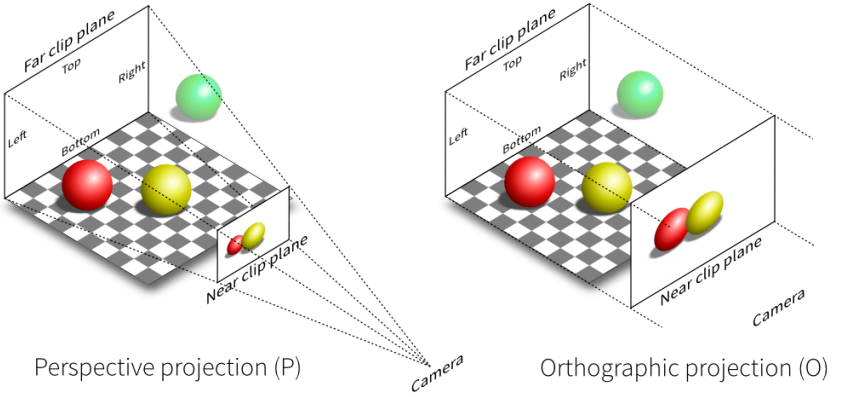 Far clip plane
Top
Right
Left
Bottom
Near clip plane
Camera
Perspective projection (P)
Far clip plane
Top
Right
Left
Bottom
Near clip plane
Camera
Orthographic projection (O)